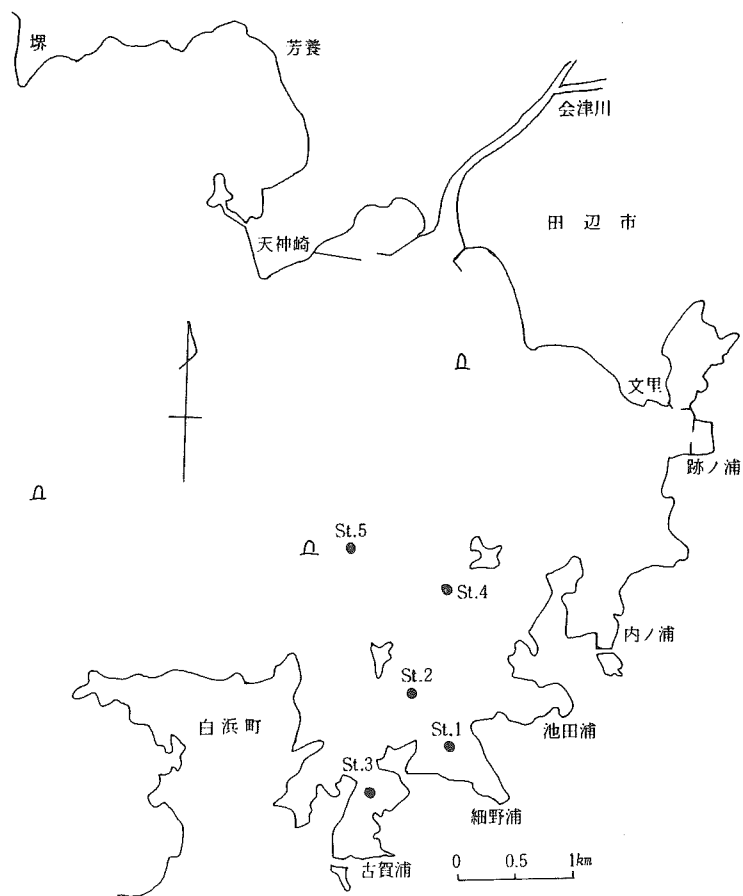 堺
芳養
会津川
田辺市
天神崎
文里
跡ノ浦
St.5
St.4
内ノ浦
St.2
白浜町
池田浦
St.1
St.3
細野浦
古賀浦
0 0.5 1km